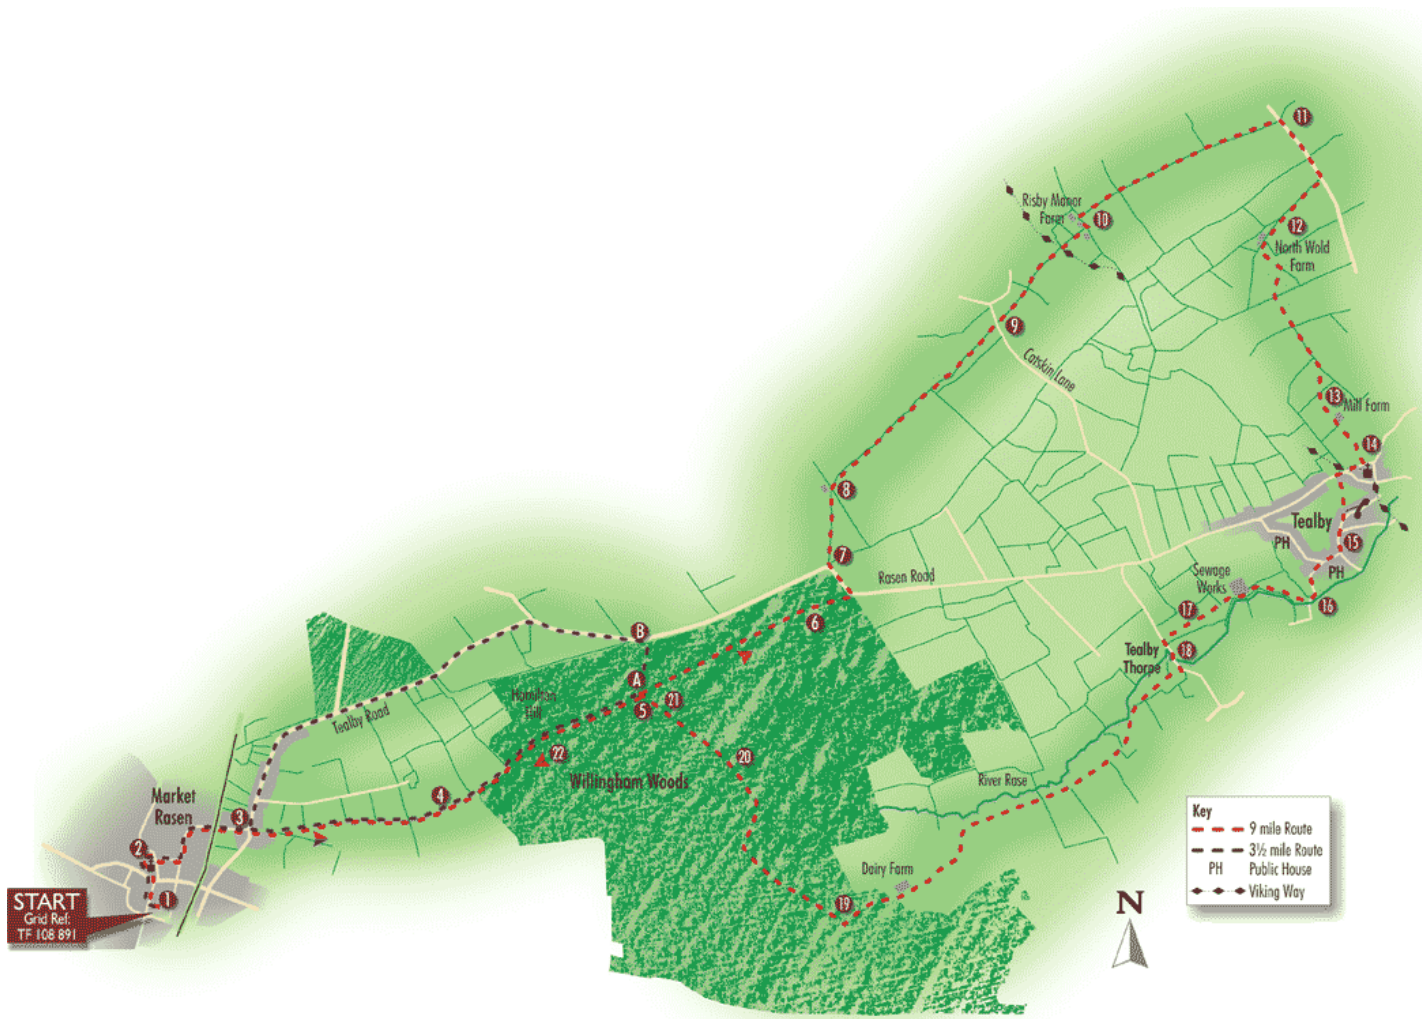 11
Risby Manor
Farm
10
12
North Wold
Farm
9
Catskin Lane
13
Mill Farm
14
8
Tealby
PH
15
7
PH
Rasen Road
Sewage
Works
16
17
6
B
Tealby
Thorpe
18
A
21
5
Hamilton
Hill
Tealby Road
22
20
Willingham Woods
River Rase
4
Market
Rasen
3
2
Dairy Farm
1
19
START
Grid Ref:
TF 108 891
N
Key
9 mile Route
3½ mile Route
PH Public House
Viking Way